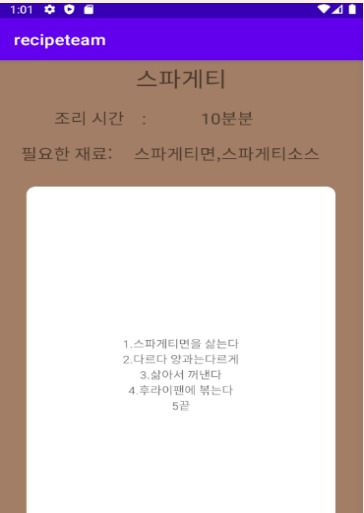 1:01
recipeteam
스파게티
조리 시간 : 10분분
필요한 재료: 스파게티면,스파게티소스
1.스파게티면을 삶는다
2.다르다 양과는다르게
3.삶아서 꺼낸다
4.후라이팬에 볶는다
5끝